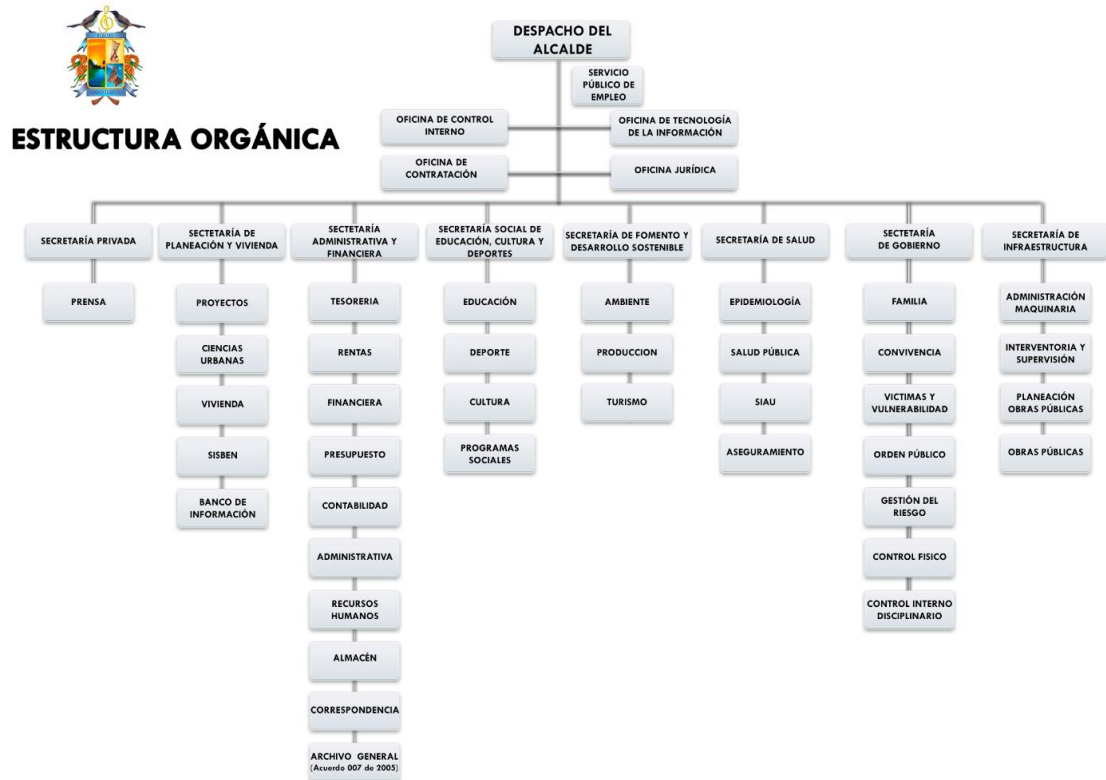 DESPACHO DEL
ALCALDE
SERVICIO
PÚBLICO DE
EMPLEO
OFICINA DE CONTROL
INTERNO
OFICINA DE TECNOLOGÍA
DE LA INFORMACIÓN
ESTRUCTURA ORGÁNICA
OFICINA DE
CONTRATACIÓN
OFICINA JURÍDICA
SECRETARÍA PRIVADA
SECTETARÍA DE
PLANEACIÓN Y VIVIENDA
SECTETARÍA
ADMINISTRATIVA Y
FINANCIERA
SECRETARÍA SOCIAL DE
EDUCACIÓN, CULTURA Y
DEPORTES
SECRETARÍA DE FOMENTO Y
DESARROLLO SOSTENIBLE
SECRETARÍA DE SALUD
SECTETARÍA
DE GOBIERNO
SECRETARÍA DE
INFRAESTRUCTURA
PRENSA
PROYECTOS
CIENCIAS
URBANAS
VIVIENDA
SISBEN
BANCO DE
INFORMACIÓN
TESORERIA
RENTAS
FINANCIERA
PRESUPUESTO
CONTABILIDAD
ADMINISTRATIVA
RECURSOS
HUMANOS
ALMACÉN
CORRESPONDENCIA
ARCHIVO GENERAL
(Acuerdo 007 de 2005)
EDUCACIÓN
DEPORTE
CULTURA
PROGRAMAS
SOCIALES
AMBIENTE
PRODUCCION
TURISMO
EPIDEMIOLOGÍA
SALUD PÚBLICA
SIAU
ASEGURAMIENTO
FAMILIA
CONVIVENCIA
VICTIMAS Y
VULNERABILIDAD
ORDEN PÚBLICO
GESTIÓN DEL
RIESGO
CONTROL FISICO
CONTROL INTERNO
DISCIPLINARIO
ADMINISTRACIÓN
MAQUINARIA
INTERVENTORIA Y
SUPERVISIÓN
PLANEACIÓN
OBRAS PÚBLICAS
OBRAS PÚBLICAS